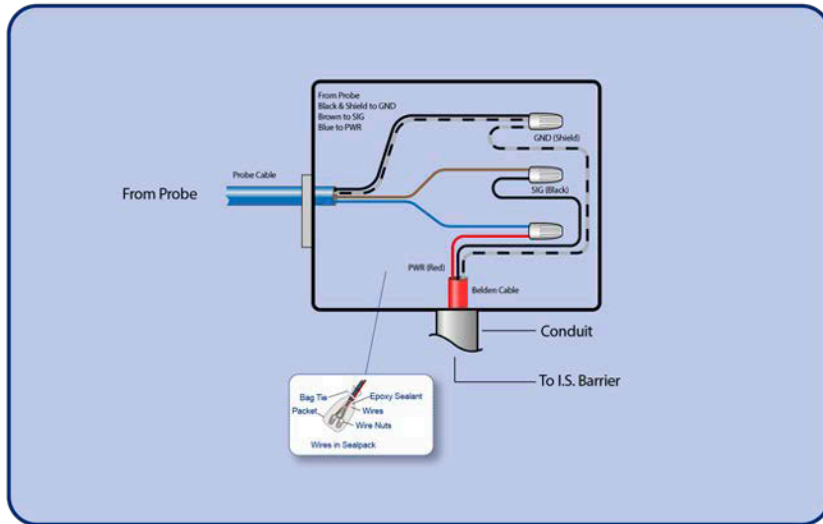 From Probe
Black & Shield to GND
Brown to SIG
Blue to PWR
GND (Shield)
Probe Cable
From Probe
SIG (Black)
PWR (Red)
Belden Cable
Conduit
To I.S. Barrier
Bag Tie
Epoxy Sealant
Packet
Wires
Wire Nuts
Wires in Sealpack